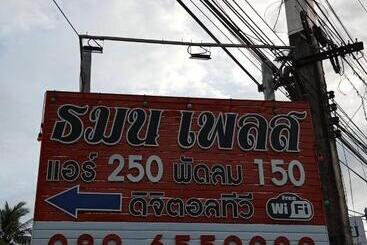 ธมน เพลส
แอร์ 250 พัดลม 150
ดิจิตอลทีวี Free WiFi